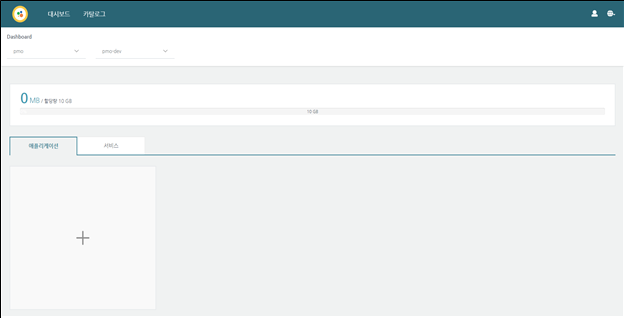 대시보드 카탈로그
Dashboard
pmo pmo-dev
0 MB / 할당량 10 GB
10 GB
애플리케이션 서비스